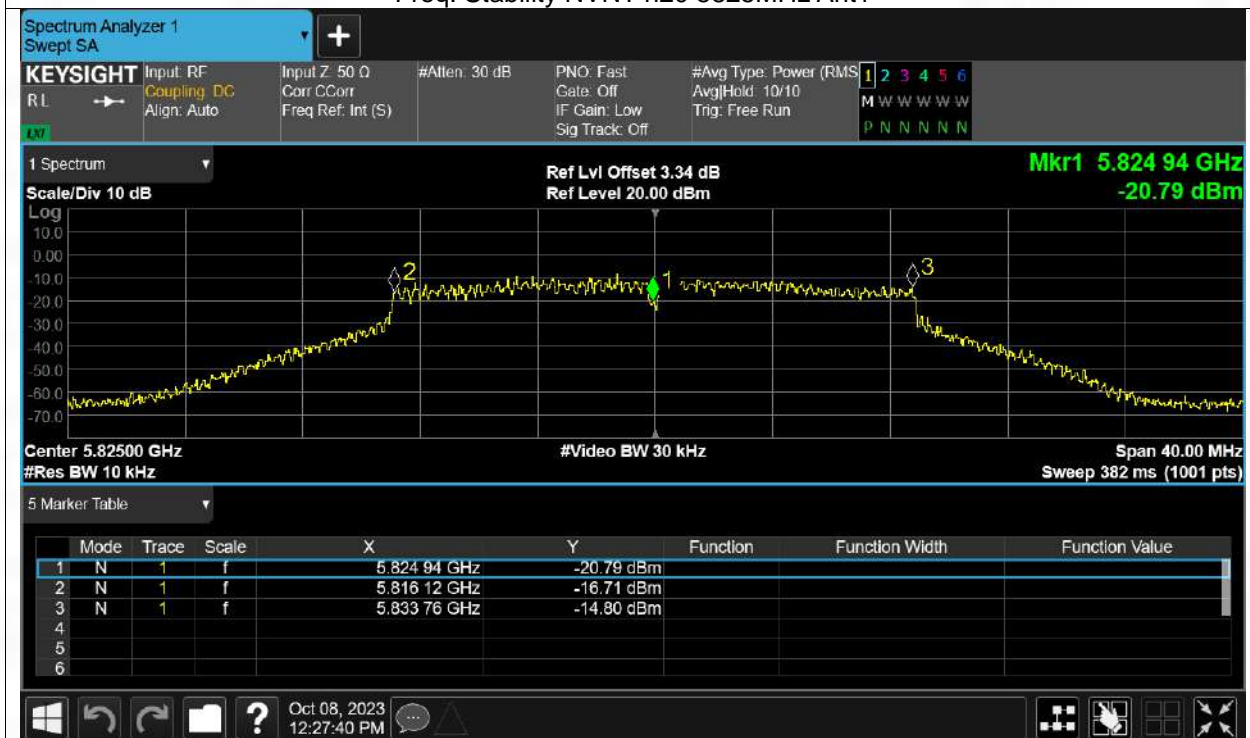 Spectrum Analyzer 1
Swept SA
KEYSIGHT
RL
LXI
Input: RF
Coupling: DC
Align: Auto
Input Z: 50 Ω
Corr CCorr
Freq Ref: Int (S)
#Atten: 30 dB
PNO: Fast
Gate: Off
IF Gain: Low
Sig Track: Off
#Avg Type: Power (RMS
Avg|Hold: 10/10
Trig: Free Run
1 2 3 4 5 6
M W W W W W
P N N N N N
1 Spectrum
Scale/Div 10 dB
Ref Lvl Offset 3.34 dB
Ref Level 20.00 dBm
Mkr1 5.824 94 GHz
-20.79 dBm
Log
10.0
0.00
-10.0
-20.0
-30.0
-40.0
-50.0
-60.0
-70.0
2
1
3
Center 5.82500 GHz
#Res BW 10 kHz
#Video BW 30 kHz
Span 40.00 MHz
Sweep 382 ms (1001 pts)
5 Marker Table
Mode Trace Scale X Y Function Function Width Function Value
1 N 1 f 5.824 94 GHz -20.79 dBm
2 N 1 f 5.816 12 GHz -16.71 dBm
3 N 1 f 5.833 76 GHz -14.80 dBm
4
5
6
?
Oct 08, 2023
12:27:40 PM